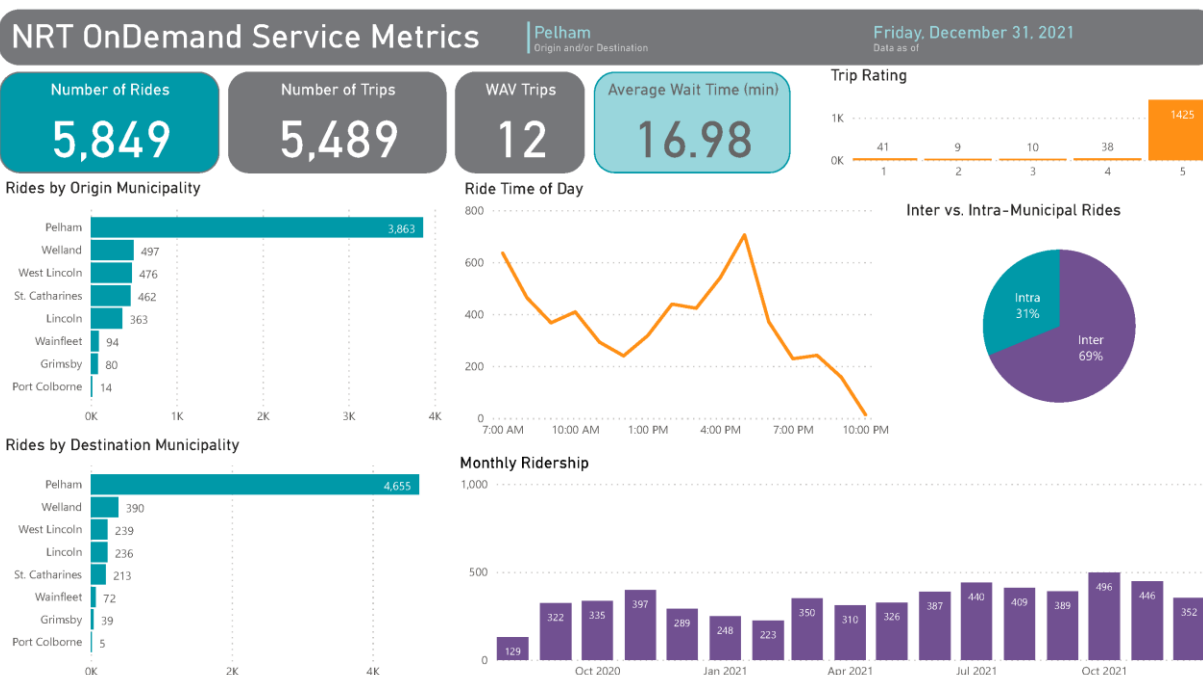 NRT OnDemand Service Metrics
Pelham
Origin and/or Destination
Friday, December 31, 2021
Data as of
Number of Rides
5,849
Number of Trips
5,489
WAV Trips
12
Average Wait Time (min)
16.98
Trip Rating
1K
0K
41
9
10
38
1425
1
2
3
4
5
Rides by Origin Municipality
Pelham 3,863
Welland 497
West Lincoln 476
St. Catharines 462
Lincoln 363
Wainfleet 94
Grimsby 80
Port Colborne 14
0K 1K 2K 3K 4K
Ride Time of Day
800
600
400
200
0
7:00 AM 10:00 AM 1:00 PM 4:00 PM 7:00 PM 10:00 PM
Inter vs. Intra-Municipal Rides
Intra
31%
Inter
69%
Rides by Destination Municipality
Pelham 4,655
Welland 390
West Lincoln 239
Lincoln 236
St. Catharines 213
Wainfleet 72
Grimsby 39
Port Colborne 5
0K 2K 4K
Monthly Ridership
1,000
500
0
129 322 335 397 289 248 223 350 310 326 387 440 409 389 496 446 352
Oct 2020 Jan 2021 Apr 2021 Jul 2021 Oct 2021